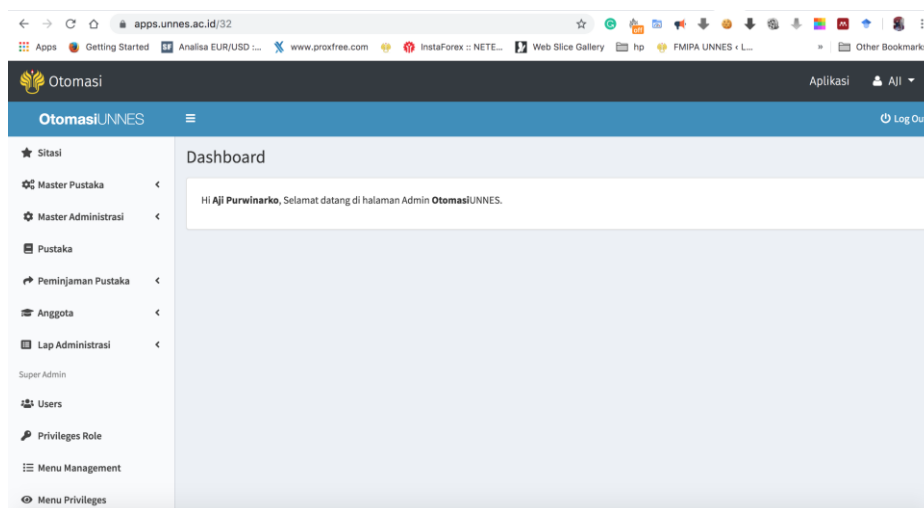 apps.unnes.ac.id/32
Apps Getting Started Analisa EUR/USD :... www.proxfree.com InstaForex :: NETE... Web Slice Gallery hp FMIPA UNNES ‹ L... » Other Bookmark
Otomasi Aplikasi AJI
OtomasiUNNES Log Ou
Sitasi
Dashboard
Master Pustaka
Hi Aji Purwinarko, Selamat datang di halaman Admin OtomasiUNNES.
Master Administrasi
Pustaka
Peminjaman Pustaka
Anggota
Lap Administrasi
Super Admin
Users
Privileges Role
Menu Management
Menu Privileges